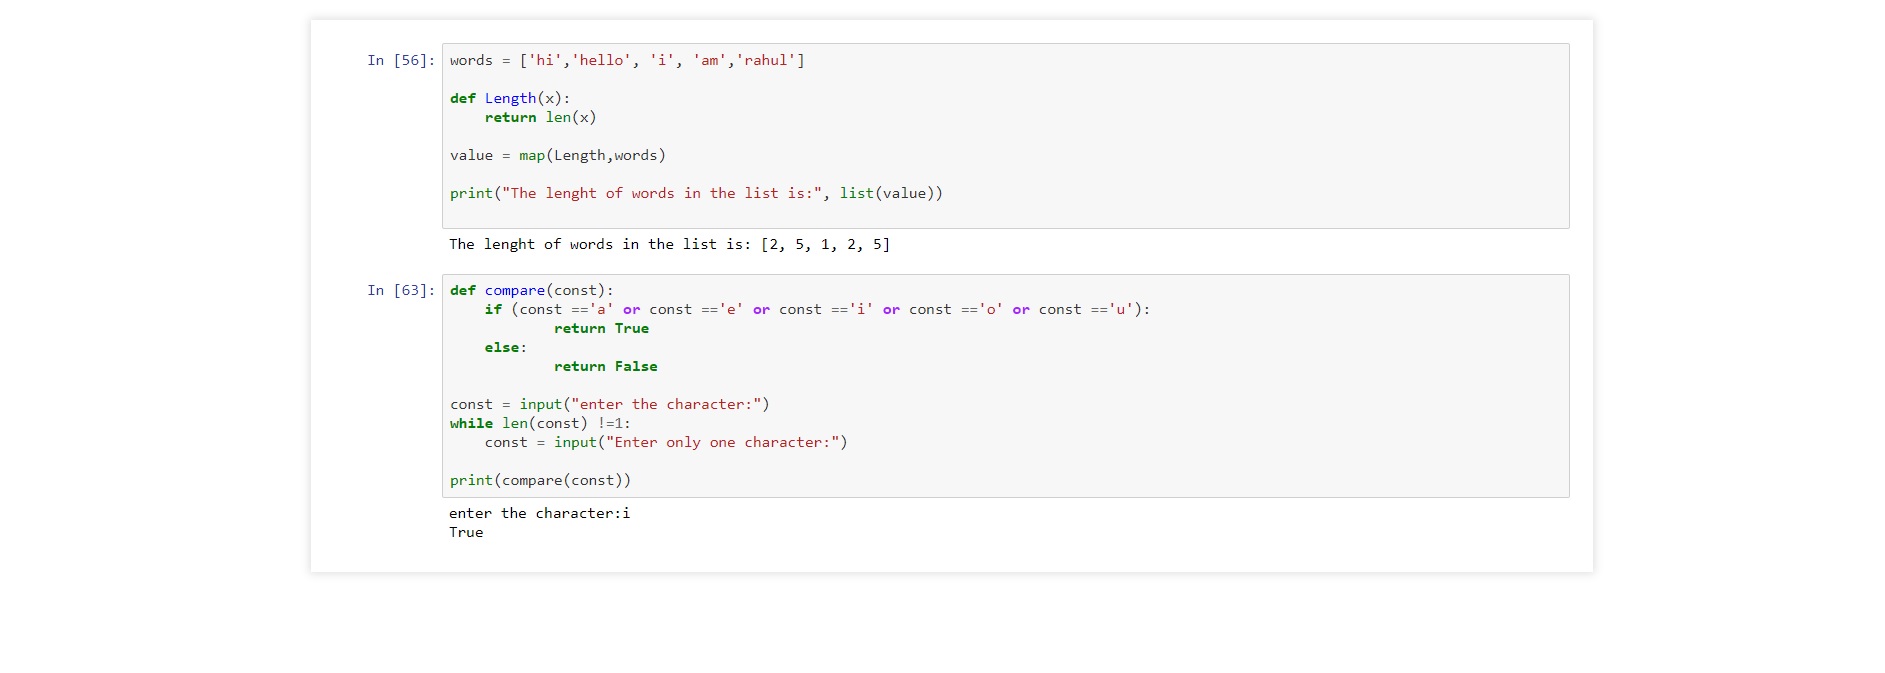 In [56]: words = ['hi','hello', 'i', 'am','rahul']
def Length(x):
    return len(x)
value = map(Length,words)
print("The lenght of words in the list is:", list(value))
The lenght of words in the list is: [2, 5, 1, 2, 5]
In [63]: def compare(const):
    if (const =='a' or const =='e' or const =='i' or const =='o' or const =='u'):
            return True
    else:
            return False
const = input("enter the character:")
while len(const) !=1:
    const = input("Enter only one character:")
print(compare(const))
enter the character:i
True